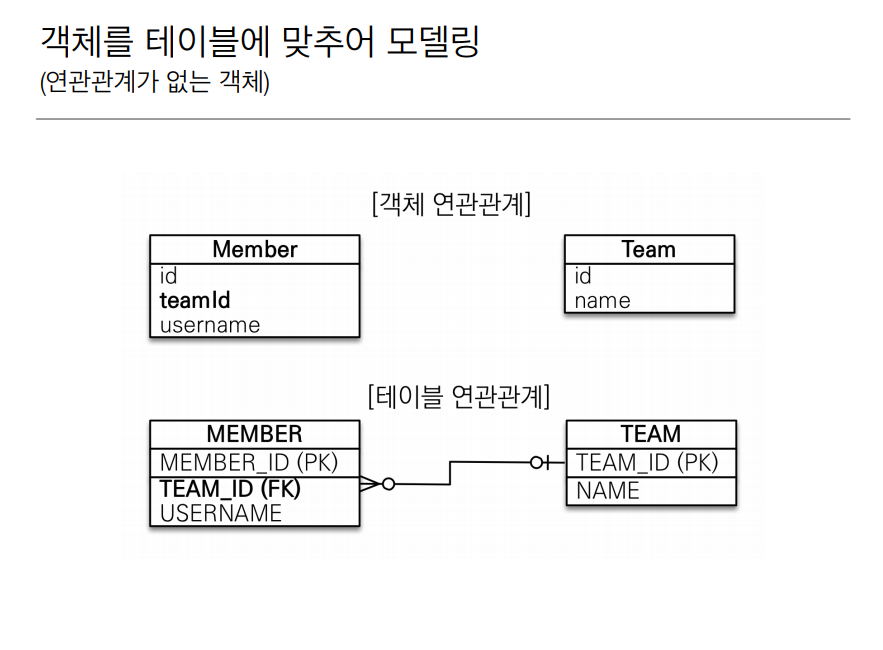 객체를 테이블에 맞추어 모델링
(연관관계가 없는 객체)
[객체 연관관계]
Member
id
teamId
username
Team
id
name
[테이블 연관관계]
MEMBER
MEMBER_ID (PK)
TEAM_ID (FK)
USERNAME
TEAM
TEAM_ID (PK)
NAME